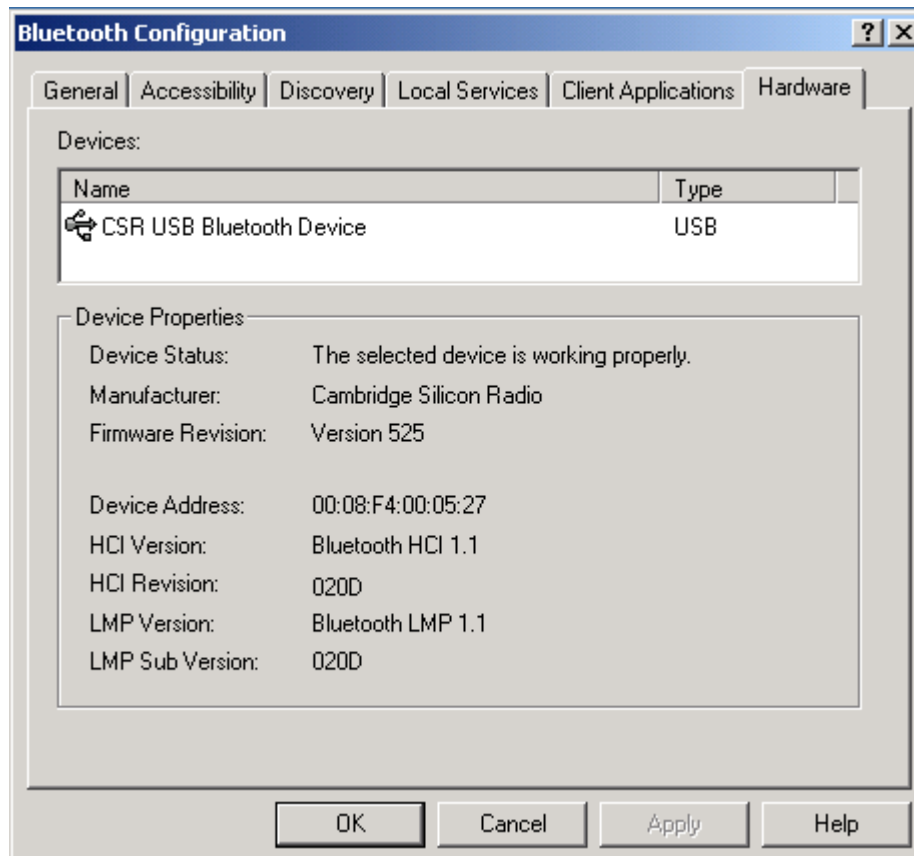 Bluetooth Configuration
General Accessibility Discovery Local Services Client Applications Hardware
Devices:
Name Type
CSR USB Bluetooth Device USB
Device Properties
Device Status: The selected device is working properly.
Manufacturer: Cambridge Silicon Radio
Firmware Revision: Version 525
Device Address: 00:08:F4:00:05:27
HCI Version: Bluetooth HCI 1.1
HCI Revision: 020D
LMP Version: Bluetooth LMP 1.1
LMP Sub Version: 020D
OK Cancel Apply Help